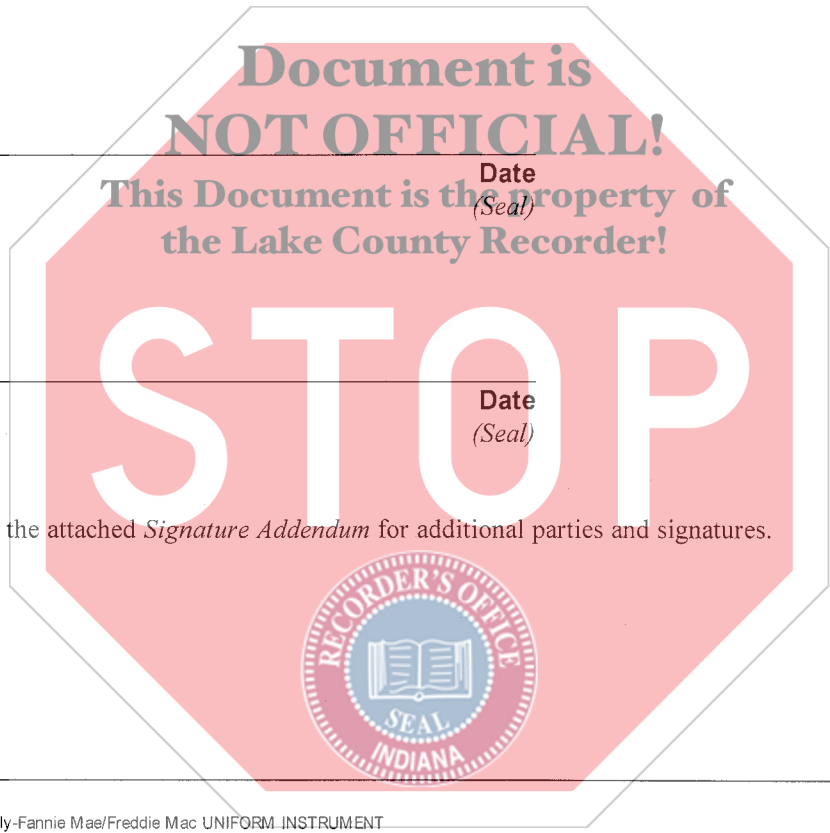 Document is
NOT OFFICIAL!
Date
This Document is the property of
(Seal)
the Lake County Recorder!
STOP
Date
(Seal)
the attached Signature Addendum for additional parties and signatures.
RECORDER'S OFFICE
SEAL
INDIANA
ly-Fannie Mae/Freddie Mac UNIFORM INSTRUMENT